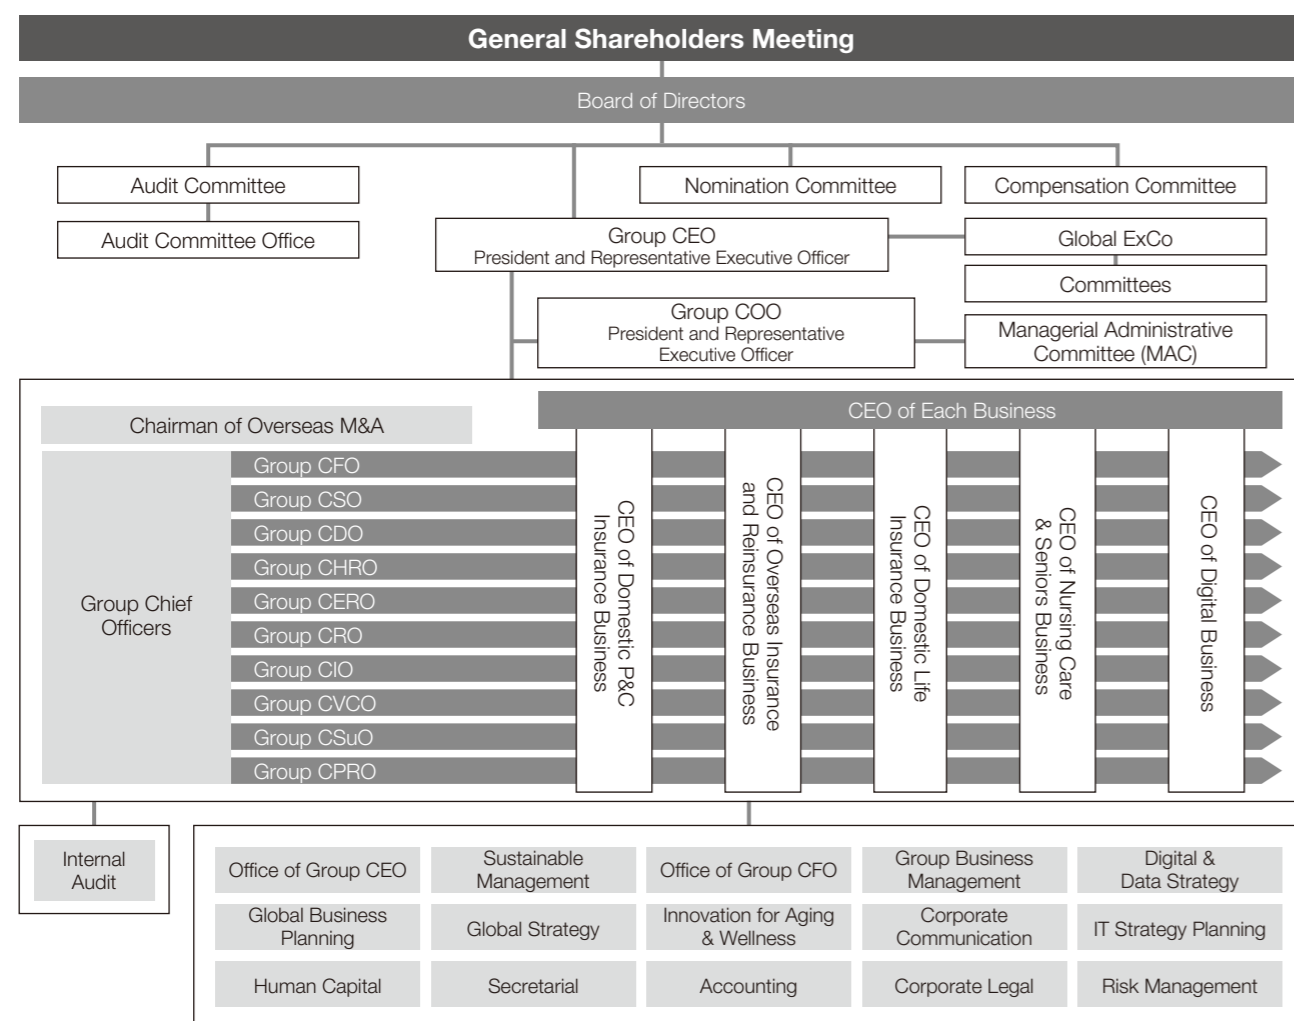 General Shareholders Meeting
Board of Directors
Audit Committee
Nomination Committee
Compensation Committee
Audit Committee Office
Group CEO
President and Representative Executive Officer
Global ExCo
Committees
Group COO
President and Representative
Executive Officer
Managerial Administrative
Committee (MAC)
Chairman of Overseas M&A
CEO of Each Business
Group Chief
Officers
Group CFO
Group CSO
Group CDO
Group CHRO
Group CERO
Group CRO
Group CIO
Group CVCO
Group CSuO
Group CPRO
CEO of Domestic P&C
Insurance Business
CEO of Overseas Insurance
and Reinsurance Business
CEO of Domestic Life
Insurance Business
CEO of Nursing Care
& Seniors Business
CEO of Digital Business
Internal
Audit
Office of Group CEO
Sustainable
Management
Office of Group CFO
Group Business
Management
Digital &
Data Strategy
Global Business
Planning
Global Strategy
Innovation for Aging
& Wellness
Corporate
Communication
IT Strategy Planning
Human Capital
Secretarial
Accounting
Corporate Legal
Risk Management